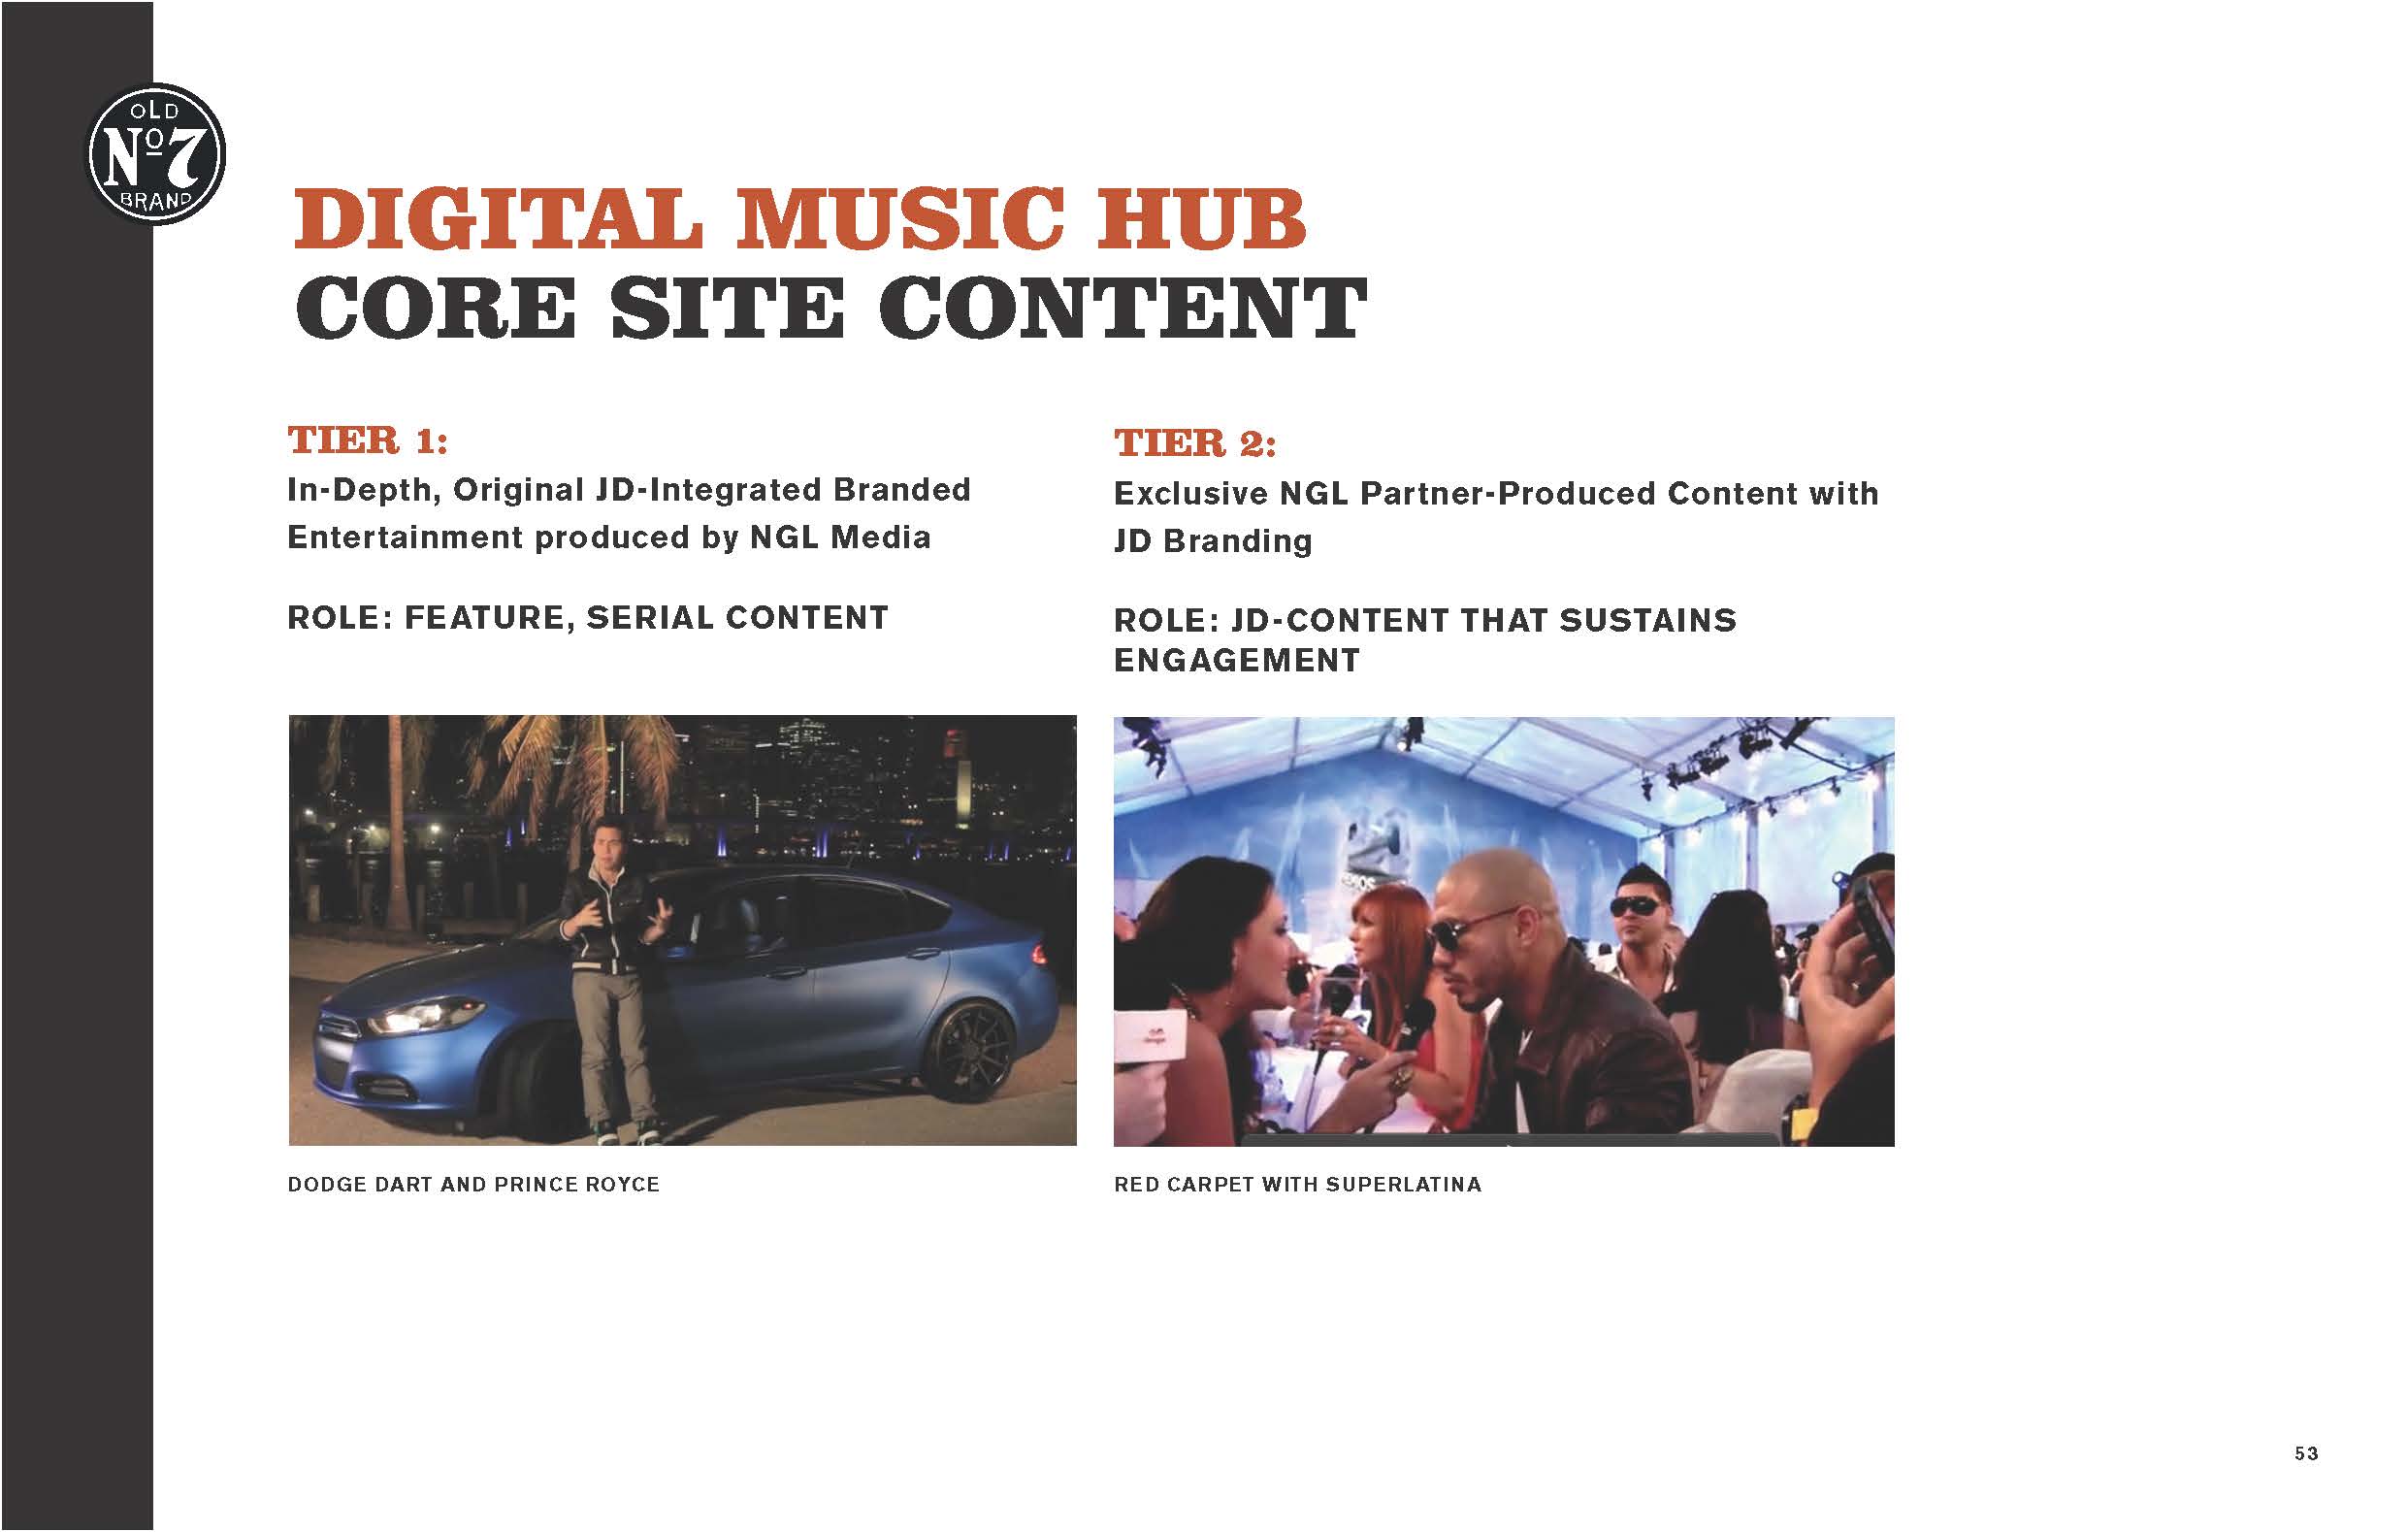 OLD
Nº7
BRAND
DIGITAL MUSIC HUB
CORE SITE CONTENT
TIER 1:
In-Depth, Original JD-Integrated Branded
Entertainment produced by NGL Media
ROLE: FEATURE, SERIAL CONTENT
DODGE DART AND PRINCE ROYCE
TIER 2:
Exclusive NGL Partner-Produced Content with
JD Branding
ROLE: JD-CONTENT THAT SUSTAINS
ENGAGEMENT
RED CARPET WITH SUPERLATINA
53